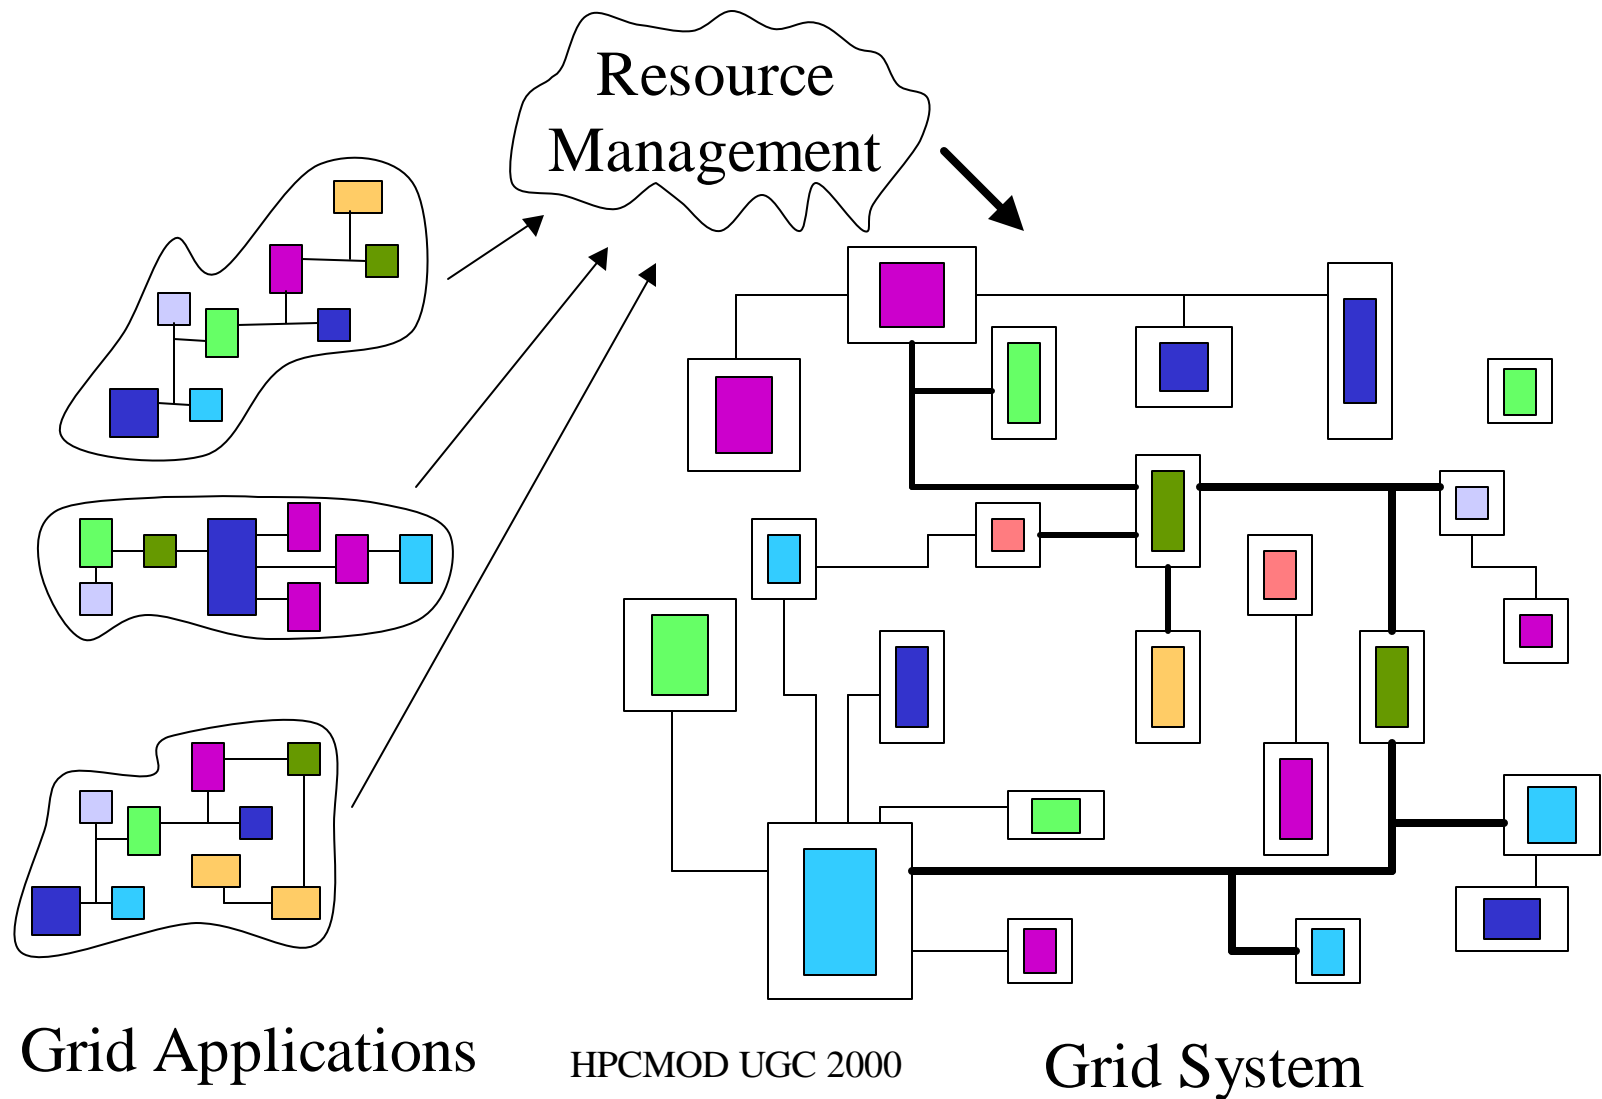 Resource
Management
Grid Applications
HPCMOD UGC 2000
Grid System